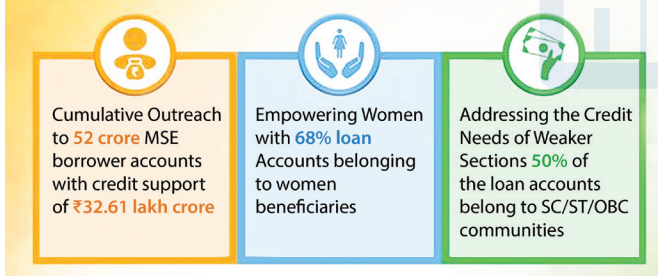 Cumulative Outreach
to 52 crore MSE
borrower accounts
with credit support
of ₹32.61 lakh crore
Empowering Women
with 68% loan
Accounts belonging
to women
beneficiaries
Addressing the Credit
Needs of Weaker
Sections 50% of
the loan accounts
belong to SC/ST/OBC
communities